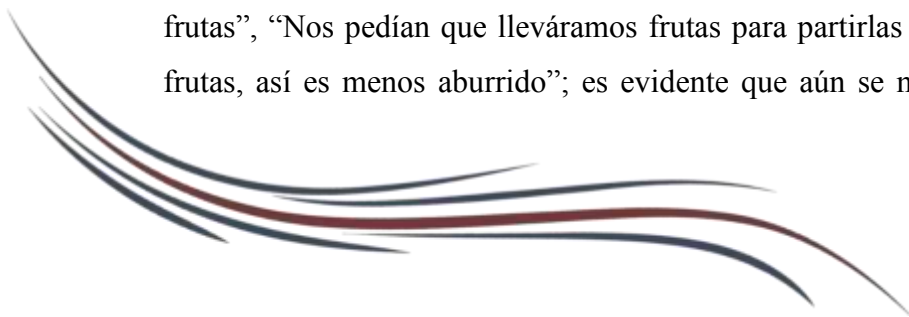 frutas”, “Nos pedían que lleváramos frutas para partirlas
frutas, así es menos aburrido”; es evidente que aún se